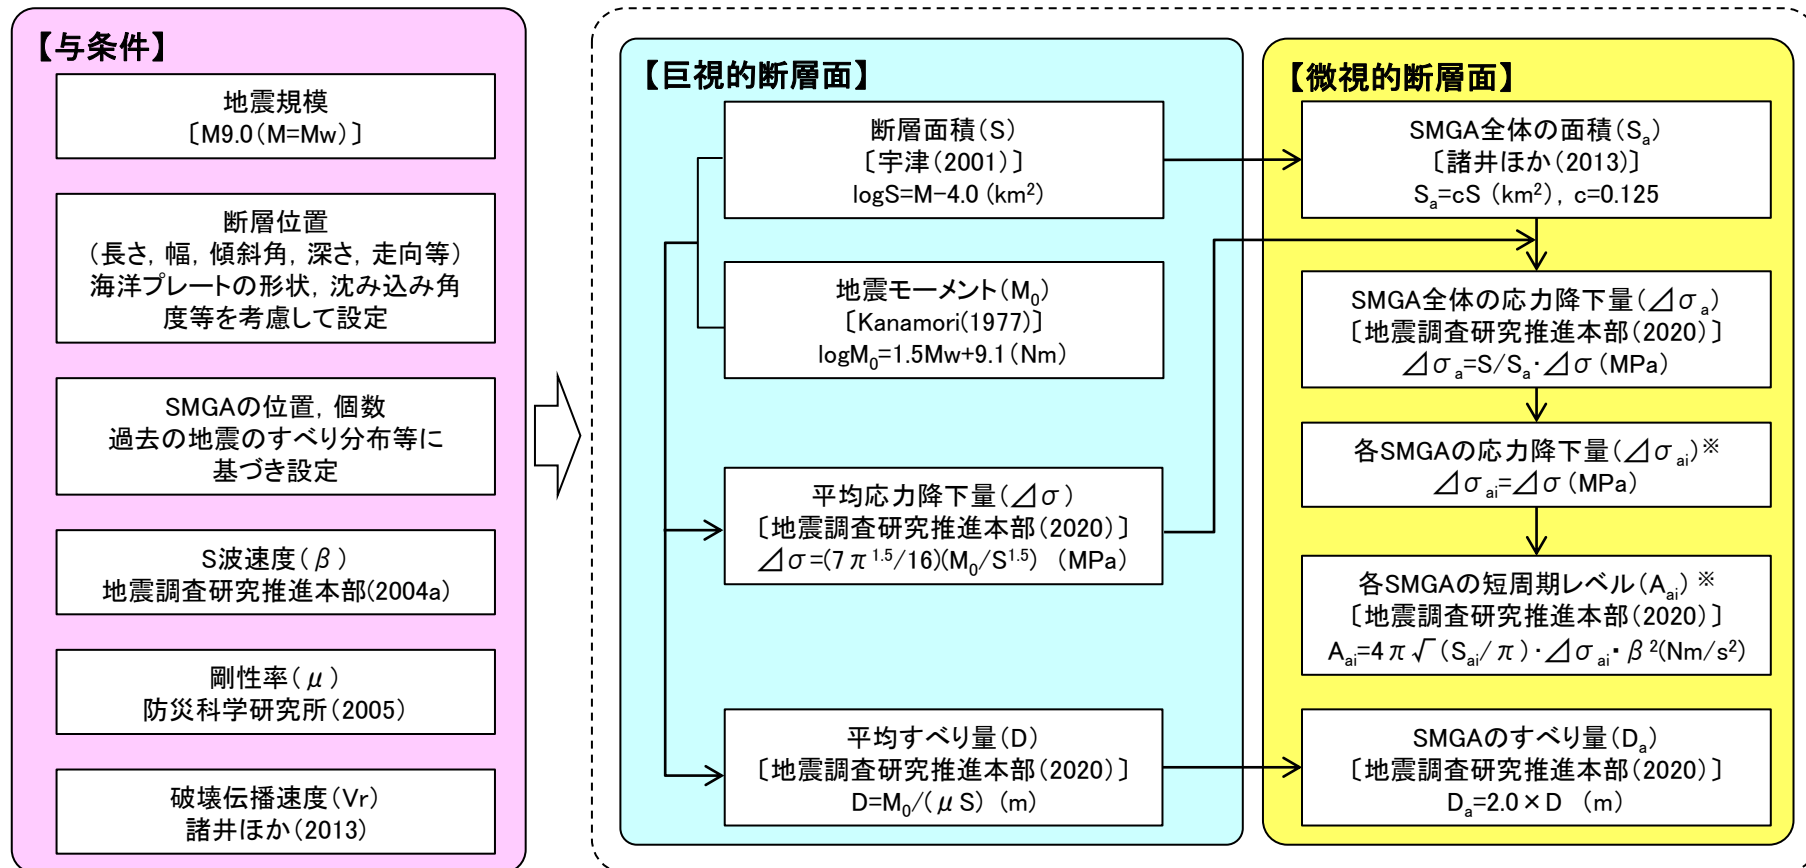 【与条件】
地震規模
〔M9.0(M=Mw)〕
断層位置
(長さ, 幅, 傾斜角, 深さ, 走向等)
海洋プレートの形状, 沈み込み角
度等を考慮して設定
SMGAの位置, 個数
過去の地震のすべり分布等に
基づき設定
S波速度(β)
地震調査研究推進本部(2004a)
剛性率(μ)
防災科学研究所(2005)
破壊伝播速度(Vr)
諸井ほか(2013)
【巨視的断層面】
断層面積(S)
〔宇津(2001)〕
logS=M−4.0 (km²)
地震モーメント(M₀)
〔Kanamori(1977)〕
logM₀=1.5Mw+9.1(Nm)
平均応力降下量(⊿σ)
〔地震調査研究推進本部(2020)〕
⊿σ=(7π^1.5/16)(M₀/S^1.5) (MPa)
平均すべり量(D)
〔地震調査研究推進本部(2020)〕
D=M₀/(μS) (m)
【微視的断層面】
SMGA全体の面積(Sₐ)
〔諸井ほか(2013)〕
Sₐ=cS (km²), c=0.125
SMGA全体の応力降下量(⊿σₐ)
〔地震調査研究推進本部(2020)〕
⊿σₐ=S/Sₐ・⊿σ (MPa)
各SMGAの応力降下量(⊿σₐᵢ)※
⊿σₐᵢ=⊿σ (MPa)
各SMGAの短周期レベル(Aₐᵢ)※
〔地震調査研究推進本部(2020)〕
Aₐᵢ=4π√(Sₐᵢ/π)・⊿σₐᵢ・β²(Nm/s²)
SMGAのすべり量(Dₐ)
〔地震調査研究推進本部(2020)〕
Dₐ=2.0×D (m)